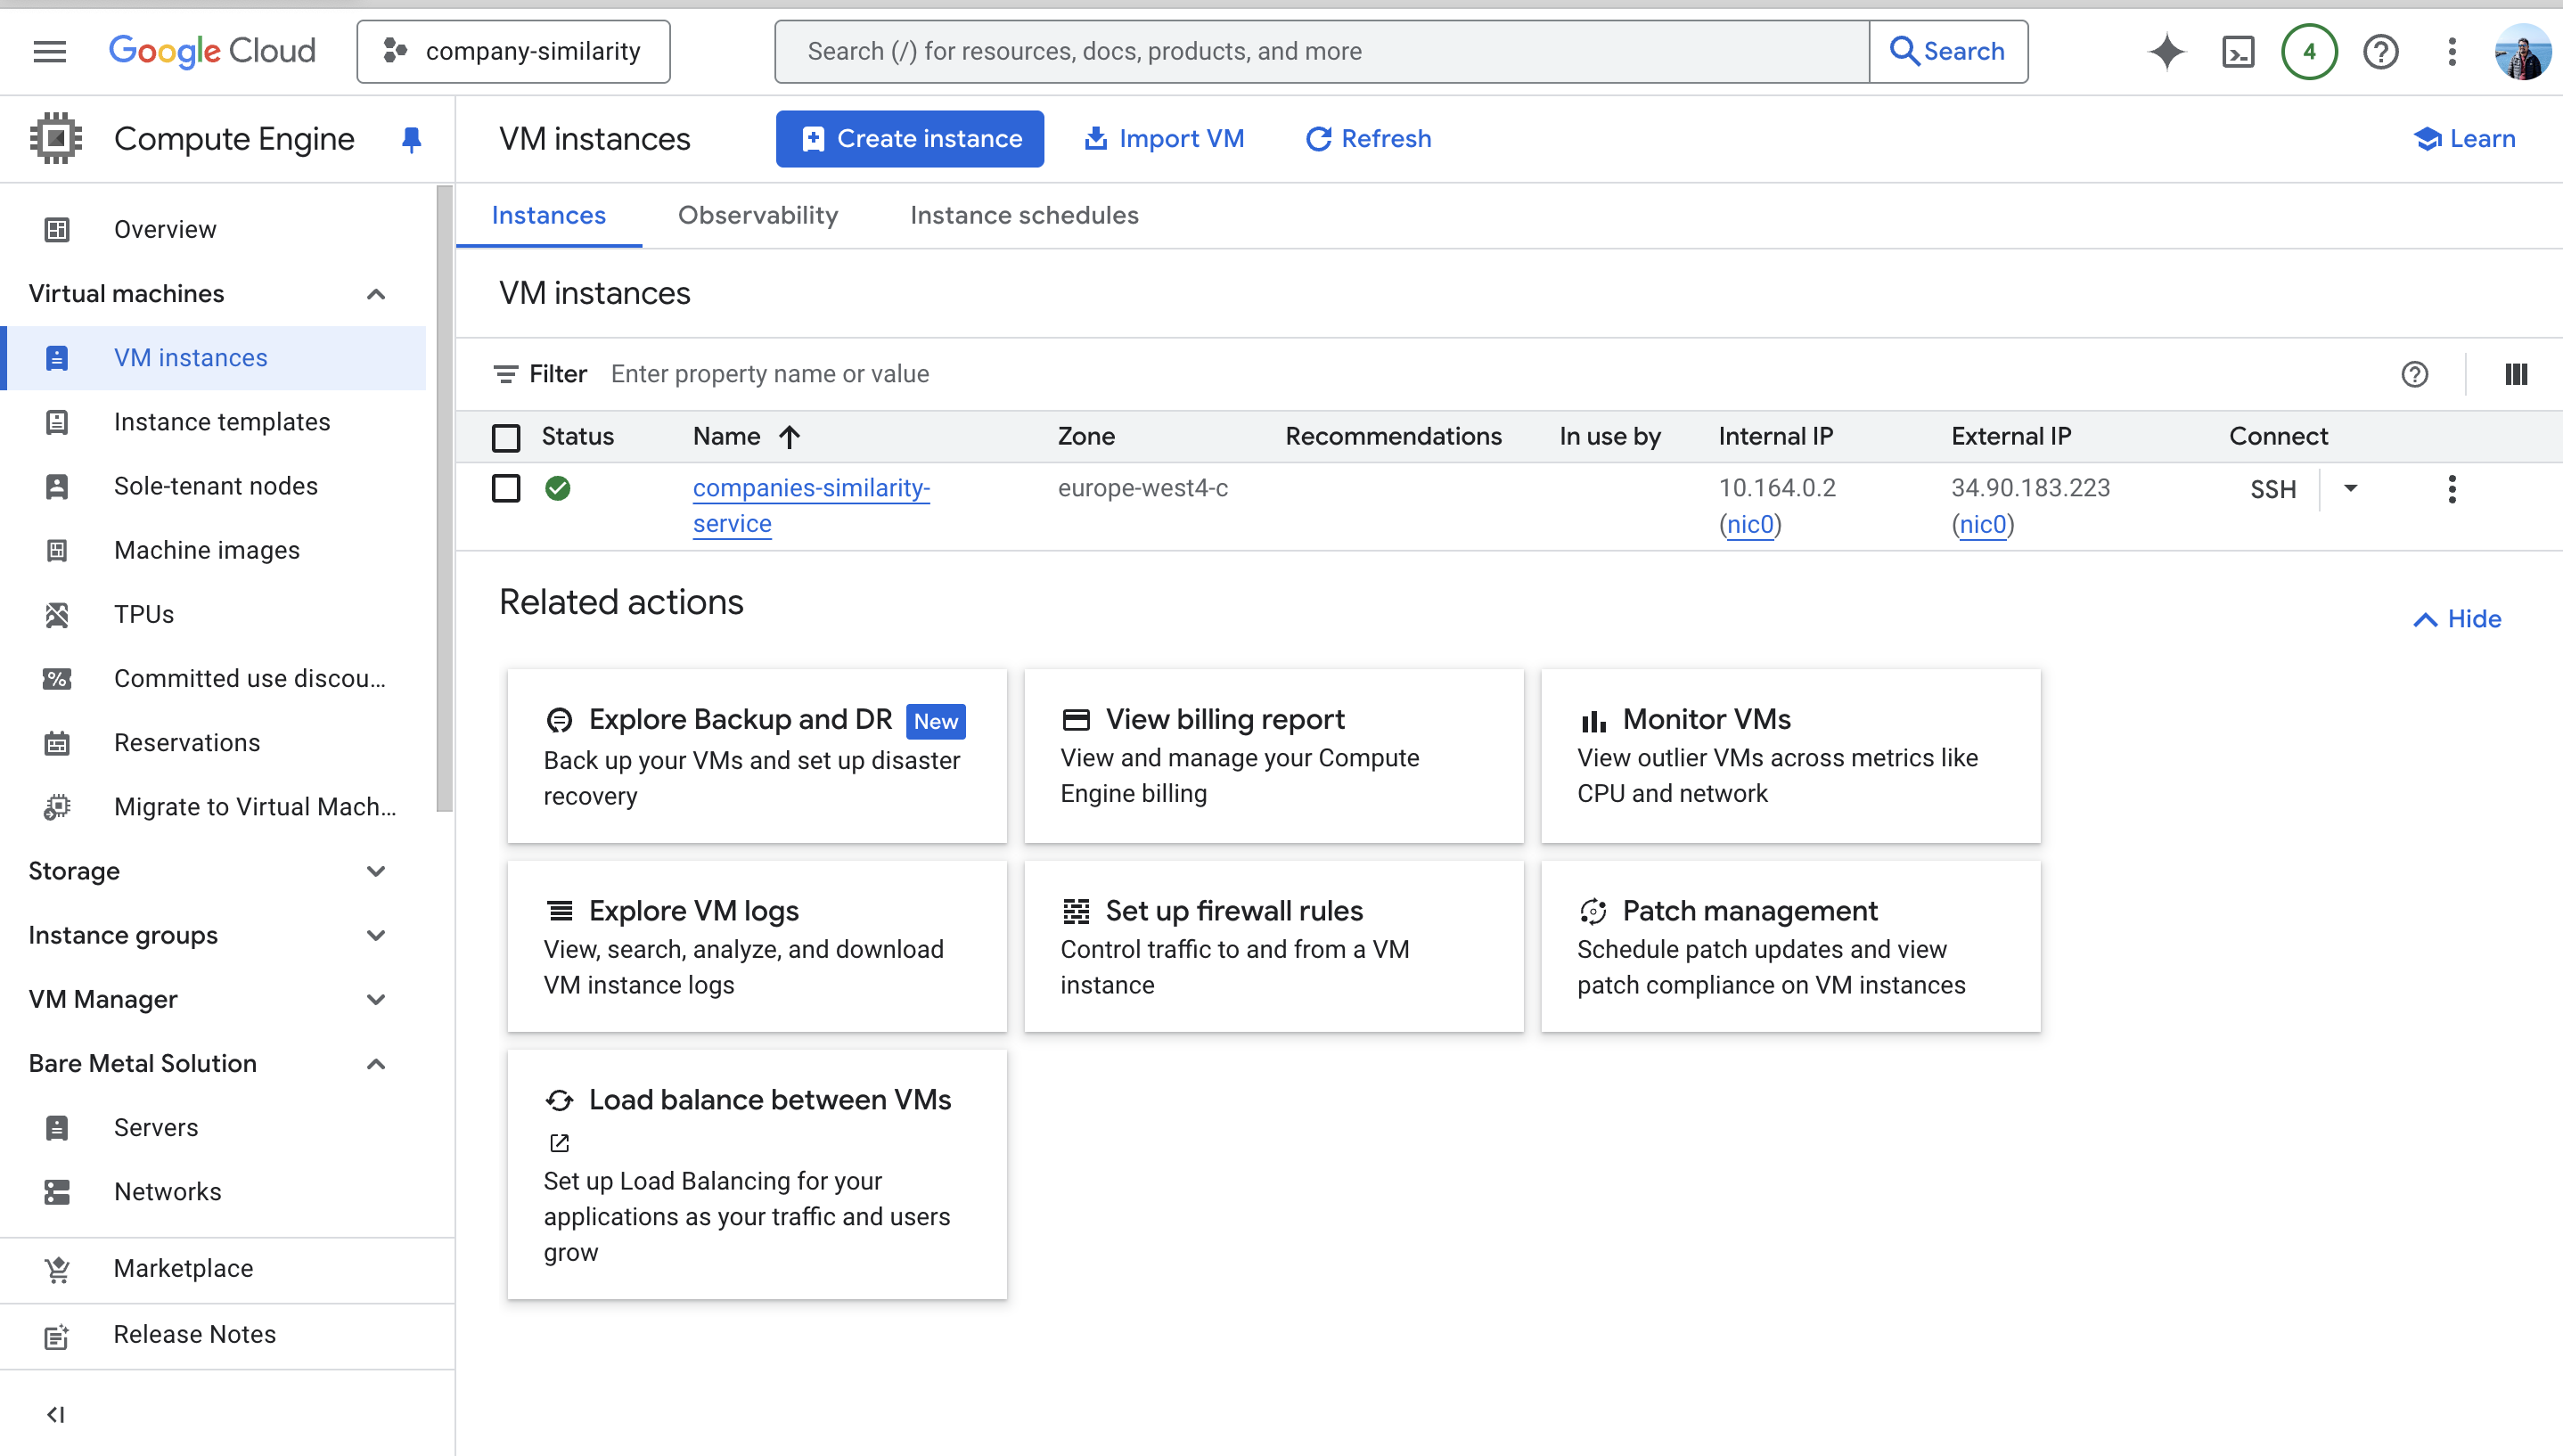 Google Cloud
company-similarity
Search (/) for resources, docs, products, and more
Search
4
Compute Engine
VM instances
Create instance
Import VM
Refresh
Learn
Overview
Virtual machines
VM instances
Instance templates
Sole-tenant nodes
Machine images
TPUs
Committed use discou...
Reservations
Migrate to Virtual Mach...
Storage
Instance groups
VM Manager
Bare Metal Solution
Servers
Networks
Marketplace
Release Notes
Instances
Observability
Instance schedules
VM instances
Filter
Enter property name or value
Status
Name
Zone
Recommendations
In use by
Internal IP
External IP
Connect
companies-similarity-
service
europe-west4-c
10.164.0.2
(nic0)
34.90.183.223
(nic0)
SSH
Related actions
Hide
Explore Backup and DR New
Back up your VMs and set up disaster
recovery
View billing report
View and manage your Compute
Engine billing
Monitor VMs
View outlier VMs across metrics like
CPU and network
Explore VM logs
View, search, analyze, and download
VM instance logs
Set up firewall rules
Control traffic to and from a VM
instance
Patch management
Schedule patch updates and view
patch compliance on VM instances
Load balance between VMs
Set up Load Balancing for your
applications as your traffic and users
grow